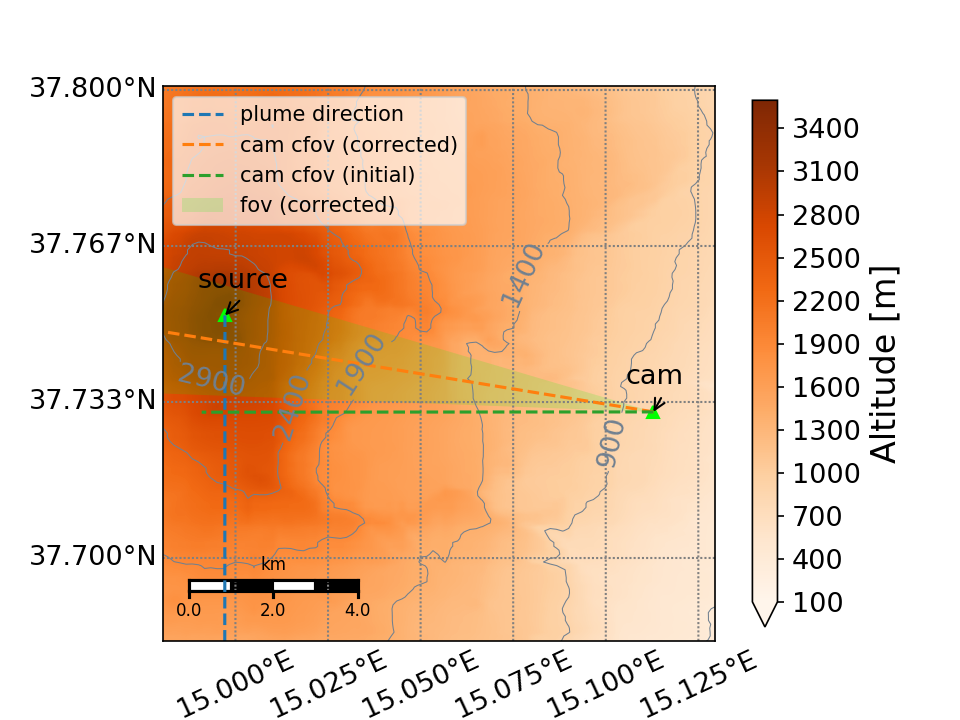 37.800°N
37.767°N
37.733°N
37.700°N
plume direction
cam cfov (corrected)
cam cfov (initial)
fov (corrected)
source
cam
1400
1900
2900
2400
900
km
0.0 2.0 4.0
15.000°E 15.025°E 15.050°E 15.075°E 15.100°E 15.125°E
3400
3100
2800
2500
2200
1900
1600
1300
1000
700
400
100
Altitude [m]